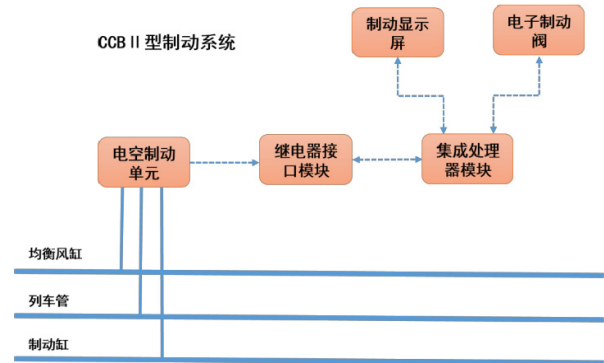 CCBⅡ型制动系统
制动显示
屏
电子制动
阀
电空制动
单元
继电器接
口模块
集成处理
器模块
均衡风缸
列车管
制动缸